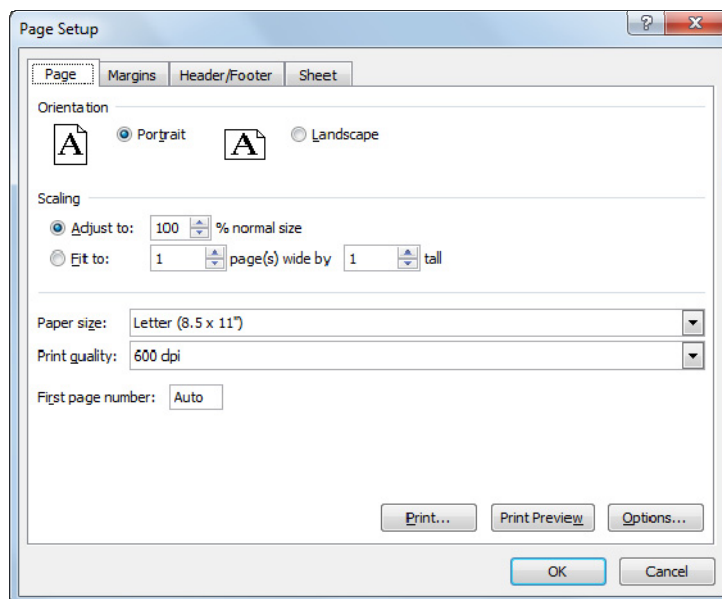 Page Setup
Page Margins Header/Footer Sheet
Orientation
A Portrait A Landscape
Scaling
Adjust to: 100 % normal size
Fit to: 1 page(s) wide by 1 tall
Paper size: Letter (8.5 x 11")
Print quality: 600 dpi
First page number: Auto
Print... Print Preview Options...
OK Cancel